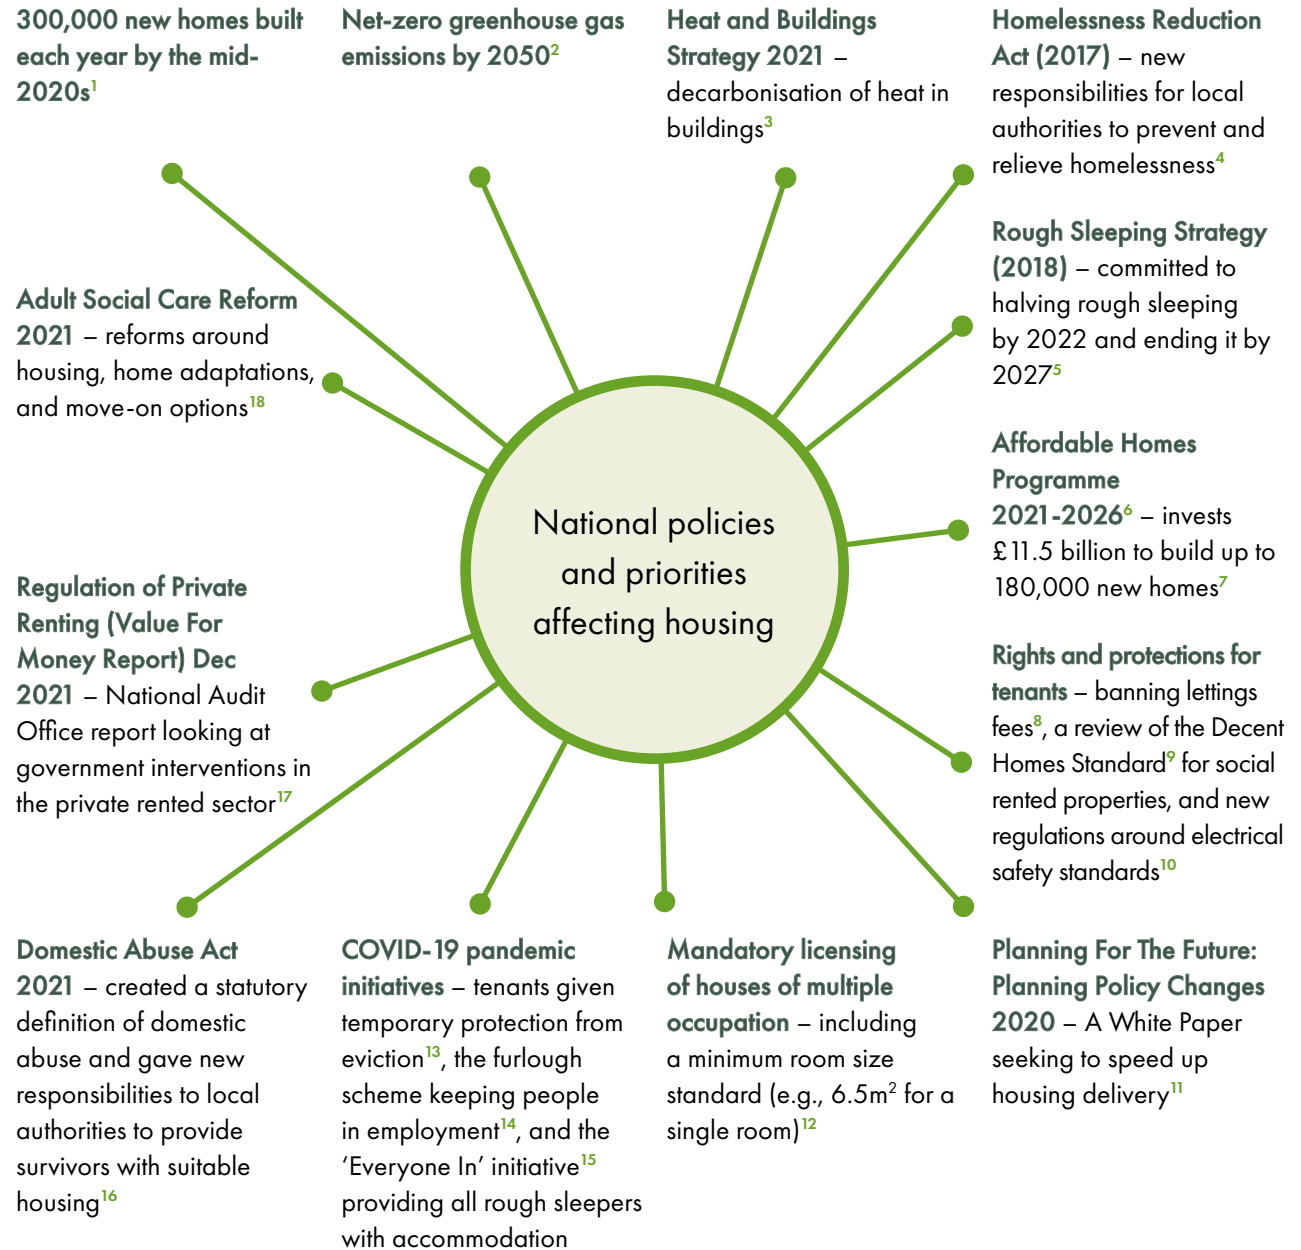 300,000 new homes built
each year by the mid-
2020s1
Net-zero greenhouse gas
emissions by 20502
Heat and Buildings
Strategy 2021 –
decarbonisation of heat in
buildings3
Homelessness Reduction
Act (2017) – new
responsibilities for local
authorities to prevent and
relieve homelessness4
Rough Sleeping Strategy
(2018) – committed to
halving rough sleeping
by 2022 and ending it by
20275
Affordable Homes
Programme
2021-20266 – invests
£11.5 billion to build up to
180,000 new homes7
Rights and protections for
tenants – banning lettings
fees8, a review of the Decent
Homes Standard9 for social
rented properties, and new
regulations around electrical
safety standards10
Planning For The Future:
Planning Policy Changes
2020 – A White Paper
seeking to speed up
housing delivery11
Mandatory licensing
of houses of multiple
occupation – including
a minimum room size
standard (e.g., 6.5m2 for a
single room)12
COVID-19 pandemic
initiatives – tenants given
temporary protection from
eviction13, the furlough
scheme keeping people
in employment14, and the
‘Everyone In’ initiative15
providing all rough sleepers
with accommodation
Domestic Abuse Act
2021 – created a statutory
definition of domestic
abuse and gave new
responsibilities to local
authorities to provide
survivors with suitable
housing16
Regulation of Private
Renting (Value For
Money Report) Dec
2021 – National Audit
Office report looking at
government interventions in
the private rented sector17
Adult Social Care Reform
2021 – reforms around
housing, home adaptations,
and move-on options18
National policies
and priorities
affecting housing